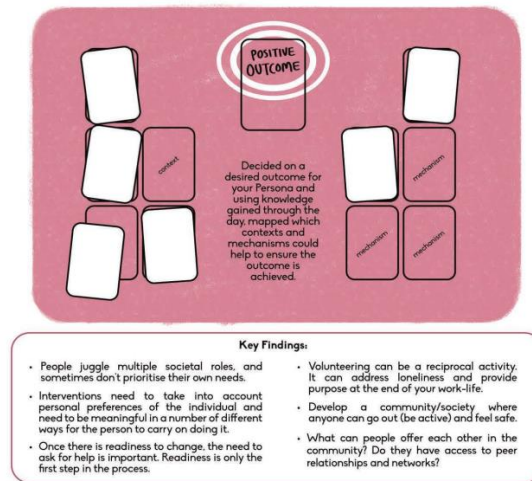 POSITIVE
OUTCOME
context
Decided on a
desired outcome for
your Persona and
using knowledge
gained through the
day, mapped which
contexts and
mechanisms could
help to ensure the
outcome is
achieved.
mechanism
mechanism
mechanism
Key Findings:
• People juggle multiple societal roles, and
sometimes don't prioritise their own needs.
• Interventions need to take into account
personal preferences of the individual and
need to be meaningful in a number of different
ways for the person to carry on doing it.
• Once there is readiness to change, the need to
ask for help is important. Readiness is only the
first step in the process.
• Volunteering can be a reciprocal activity.
It can address loneliness and provide
purpose at the end of your work-life.
• Develop a community/society where
anyone can go out (be active) and feel safe.
• What can people offer each other in the
community? Do they have access to peer
relationships and networks?